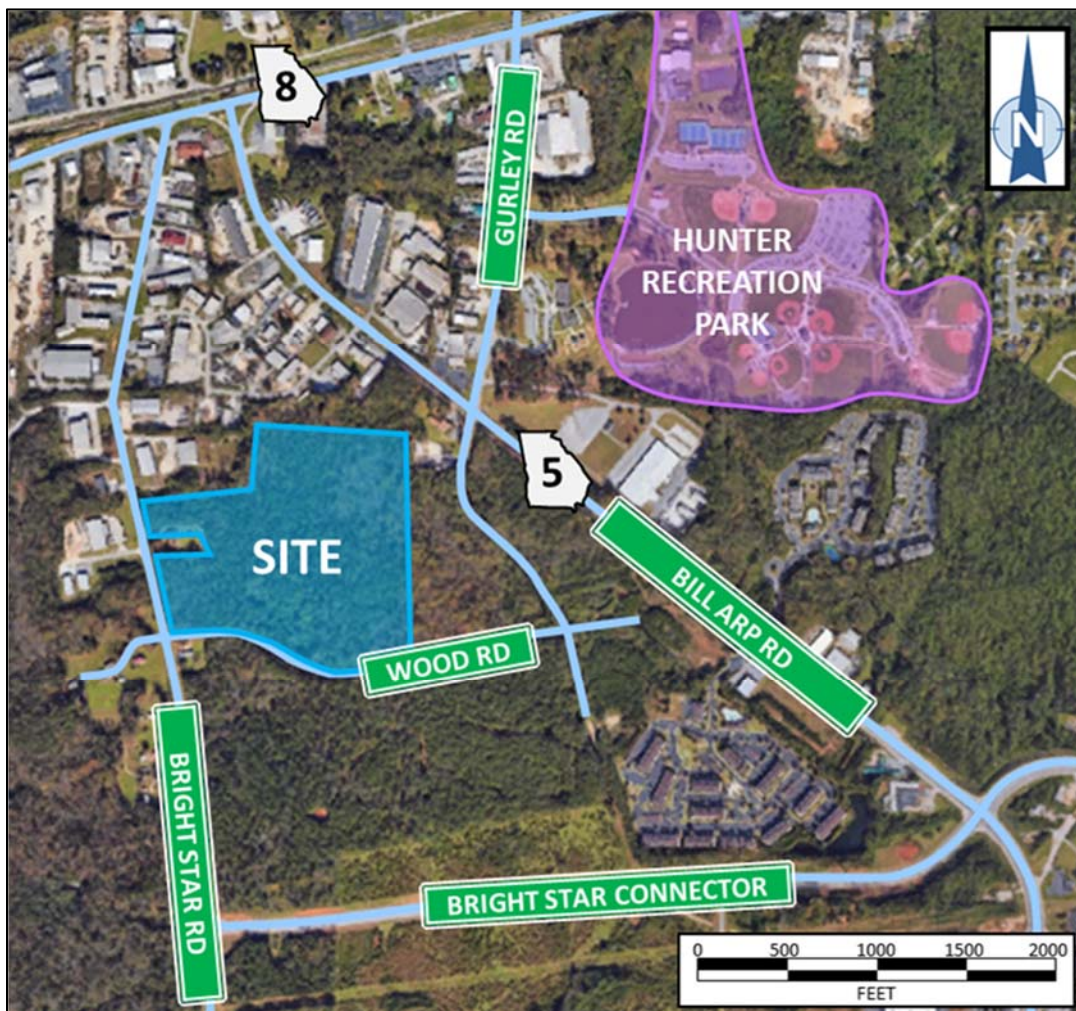 8
GURLEY RD
N
HUNTER
RECREATION
PARK
5
SITE
BILL ARP RD
WOOD RD
BRIGHT STAR RD
BRIGHT STAR CONNECTOR
0 500 1000 1500 2000
FEET